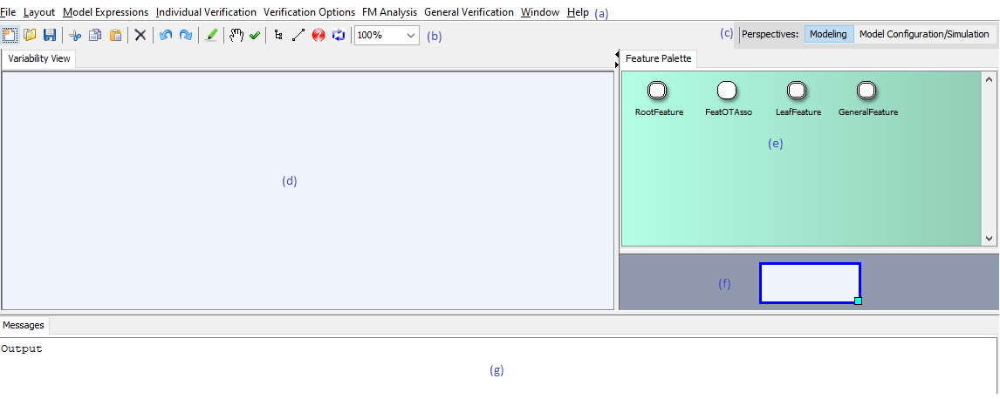 File Layout Model Expressions Individual Verification Verification Options FM Analysis General Verification Window Help (a)
100% (b)
(c) Perspectives: Modeling Model Configuration/Simulation
Variability View
Feature Palette
RootFeature FeatOTAsso LeafFeature GeneralFeature
(e)
(d)
(f)
Messages
Output
(g)